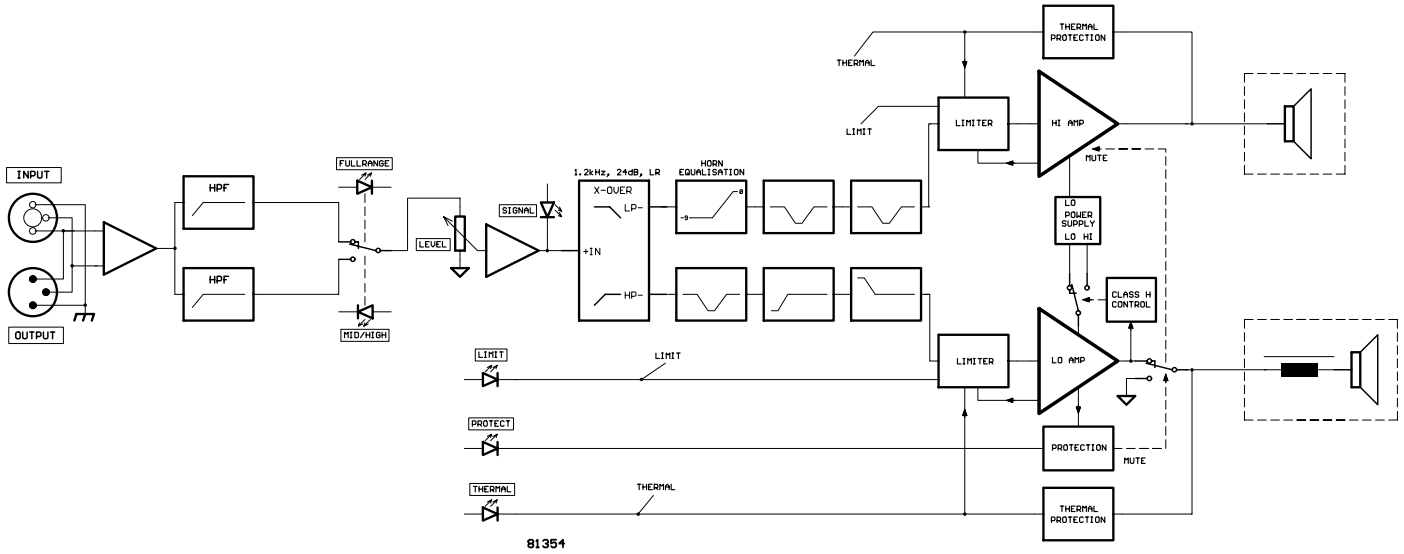 THERMAL
PROTECTION
THERMAL
LIMIT
LIMITER
HI AMP
MUTE
INPUT
HPF
FULLRANGE
1.2kHz, 24dB, LR
X-OVER
LP-
+IN
HP-
HORN
EQUALISATION
-9
0
SIGNAL
LEVEL
LO
POWER
SUPPLY
LO HI
HPF
OUTPUT
MID/HIGH
CLASS H
CONTROL
LIMIT
LIMIT
LIMITER
LO AMP
PROTECT
PROTECTION
MUTE
THERMAL
THERMAL
THERMAL
PROTECTION
81354